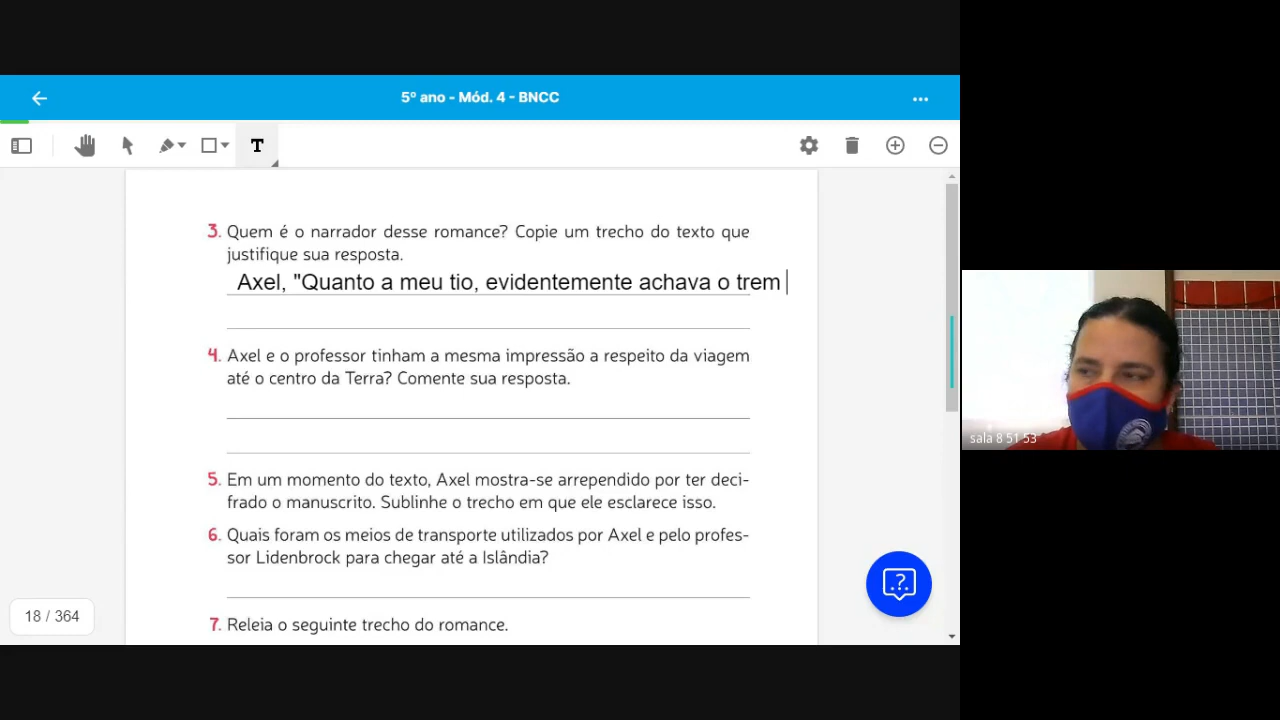 5º ano - Mód. 4 - BNCC
T
3. Quem é o narrador desse romance? Copie um trecho do texto que
justifique sua resposta.
Axel, "Quanto a meu tio, evidentemente achava o trem
4. Axel e o professor tinham a mesma impressão a respeito da viagem
até o centro da Terra? Comente sua resposta.
5. Em um momento do texto, Axel mostra-se arrependido por ter deci-
frado o manuscrito. Sublinhe o trecho em que ele esclarece isso.
6. Quais foram os meios de transporte utilizados por Axel e pelo profes-
sor Lidenbrock para chegar até a Islândia?
18 / 364
7. Releia o seguinte trecho do romance.
sala 8 51 53